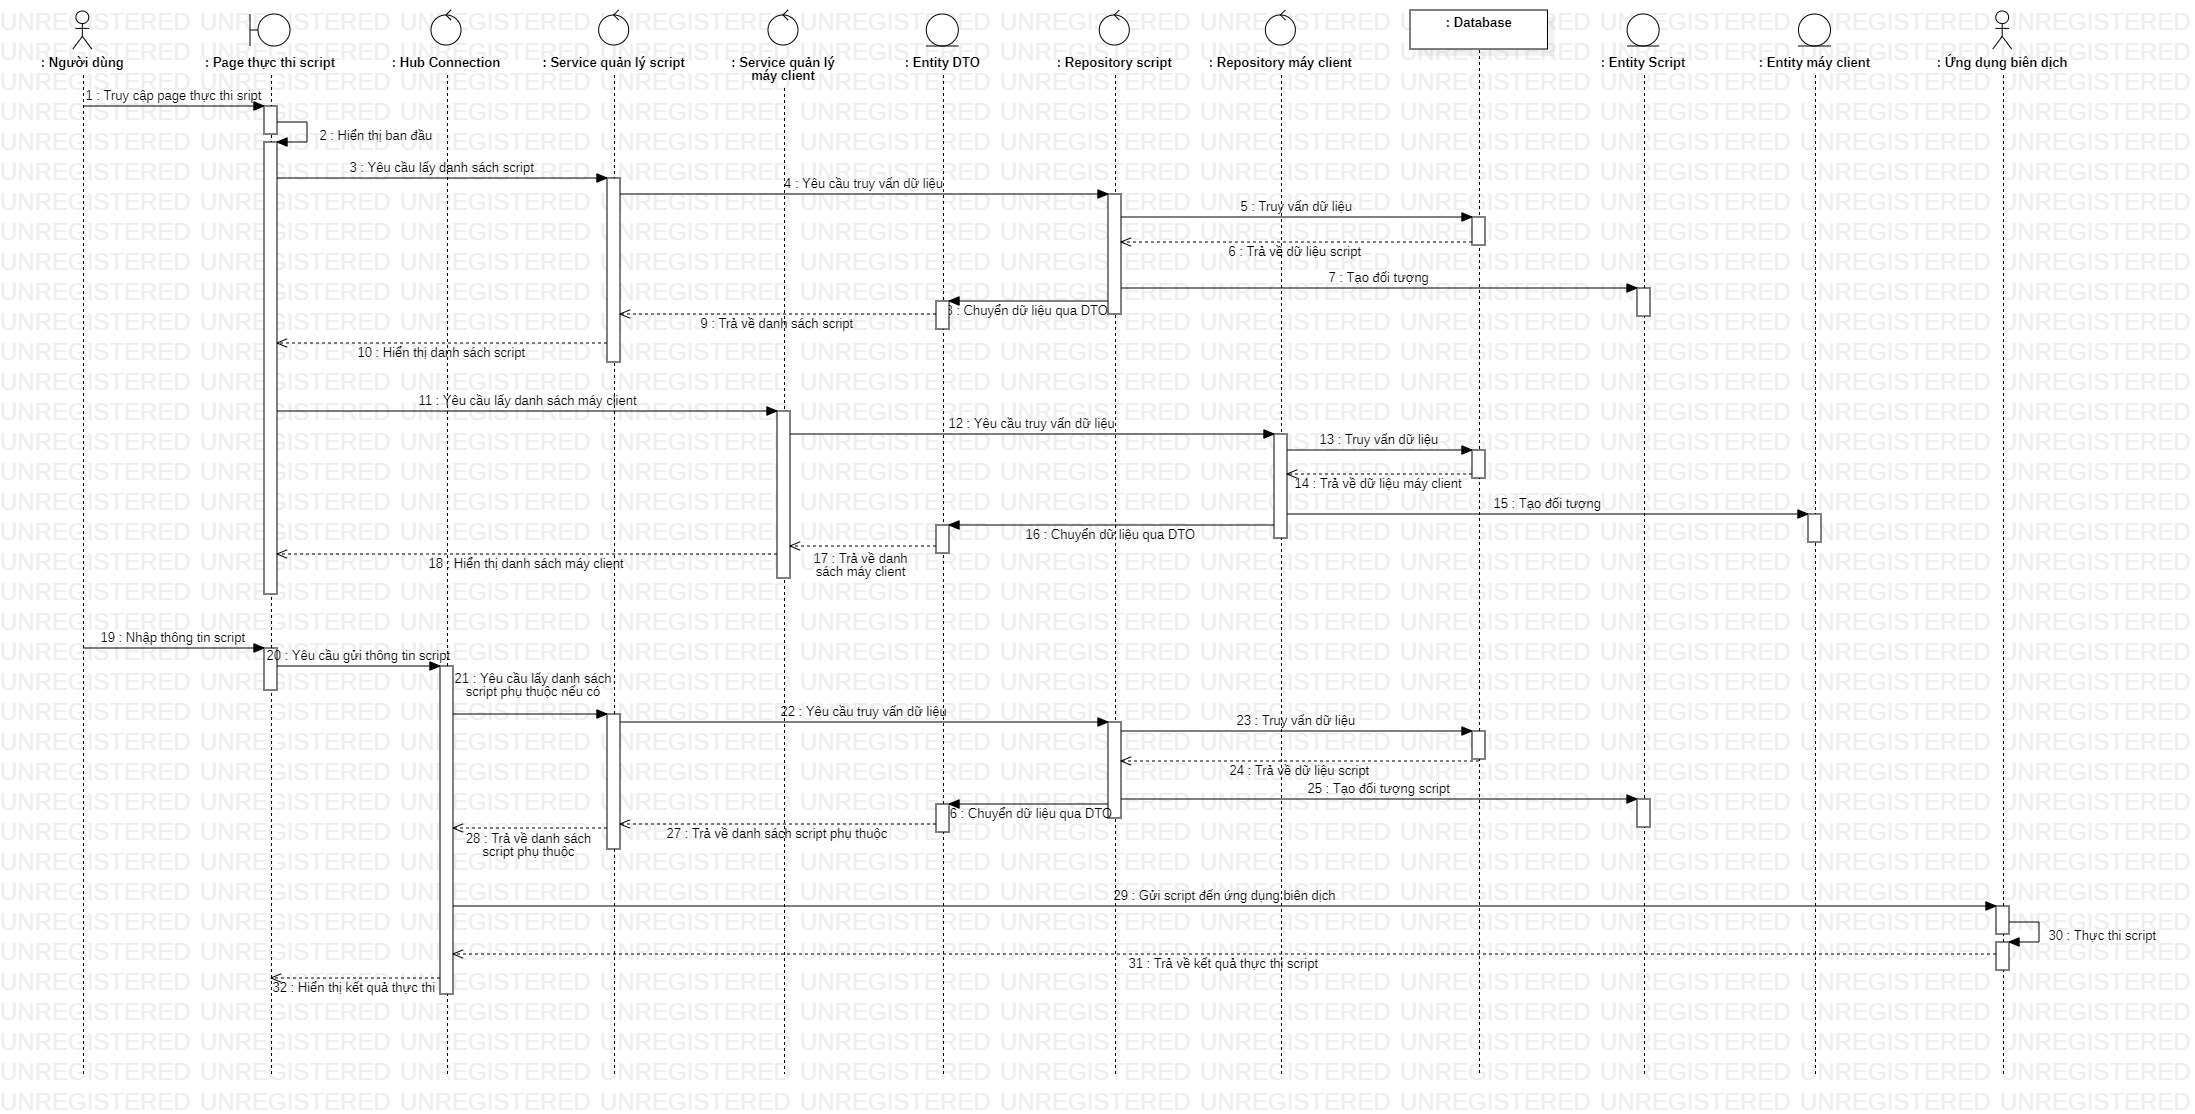 : Người dùng
: Page thực thi script
: Hub Connection
: Service quản lý script
: Service quản lý
máy client
: Entity DTO
: Repository script
: Repository máy client
: Database
: Entity Script
: Entity máy client
: Ứng dụng biên dịch
1 : Truy cập page thực thi sript
2 : Hiển thị ban đầu
3 : Yêu cầu lấy danh sách script
4 : Yêu cầu truy vấn dữ liệu
5 : Truy vấn dữ liệu
6 : Trả về dữ liệu script
7 : Tạo đối tượng
8 : Chuyển dữ liệu qua DTO
9 : Trả về danh sách script
10 : Hiển thị danh sách script
11 : Yêu cầu lấy danh sách máy client
12 : Yêu cầu truy vấn dữ liệu
13 : Truy vấn dữ liệu
14 : Trả về dữ liệu máy client
15 : Tạo đối tượng
16 : Chuyển dữ liệu qua DTO
17 : Trả về danh
sách máy client
18 : Hiển thị danh sách máy client
19 : Nhập thông tin script
20 : Yêu cầu gửi thông tin script
21 : Yêu cầu lấy danh sách
script phụ thuộc nếu có
22 : Yêu cầu truy vấn dữ liệu
23 : Truy vấn dữ liệu
24 : Trả về dữ liệu script
25 : Tạo đối tượng script
6 : Chuyển dữ liệu qua DTO
27 : Trả về danh sách script phụ thuộc
28 : Trả về danh sách
script phụ thuộc
29 : Gửi script đến ứng dụng biên dịch
30 : Thực thi script
31 : Trả về kết quả thực thi script
32 : Hiển thị kết quả thực thi
UNREGISTERED